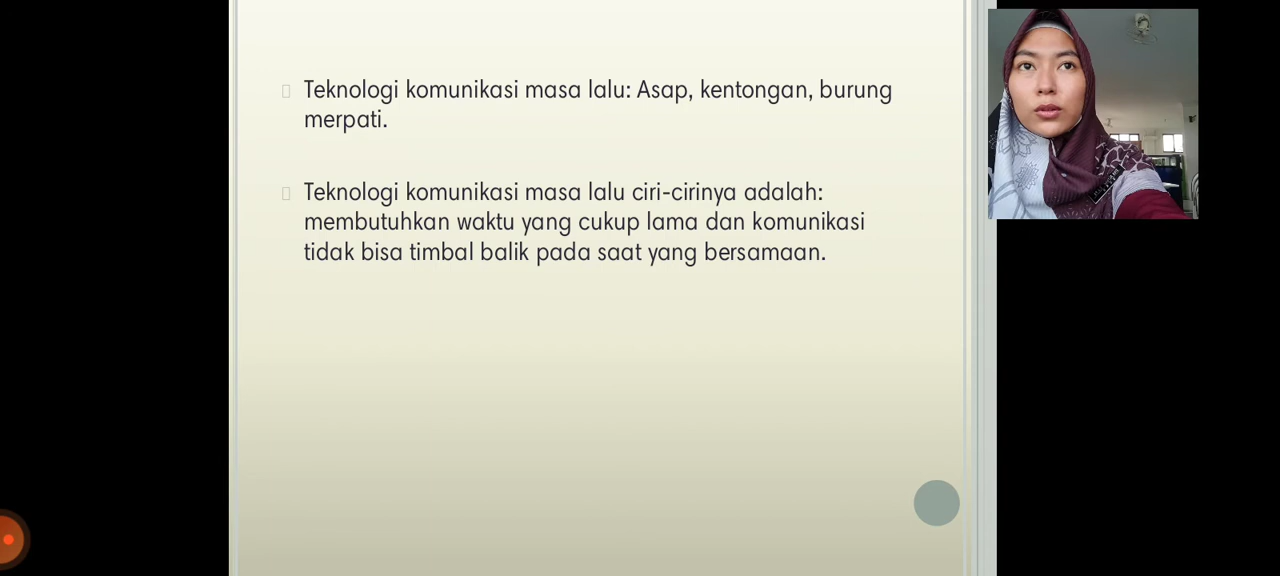 Teknologi komunikasi masa lalu: Asap, kentongan, burung
merpati.
Teknologi komunikasi masa lalu ciri-cirinya adalah:
membutuhkan waktu yang cukup lama dan komunikasi
tidak bisa timbal balik pada saat yang bersamaan.